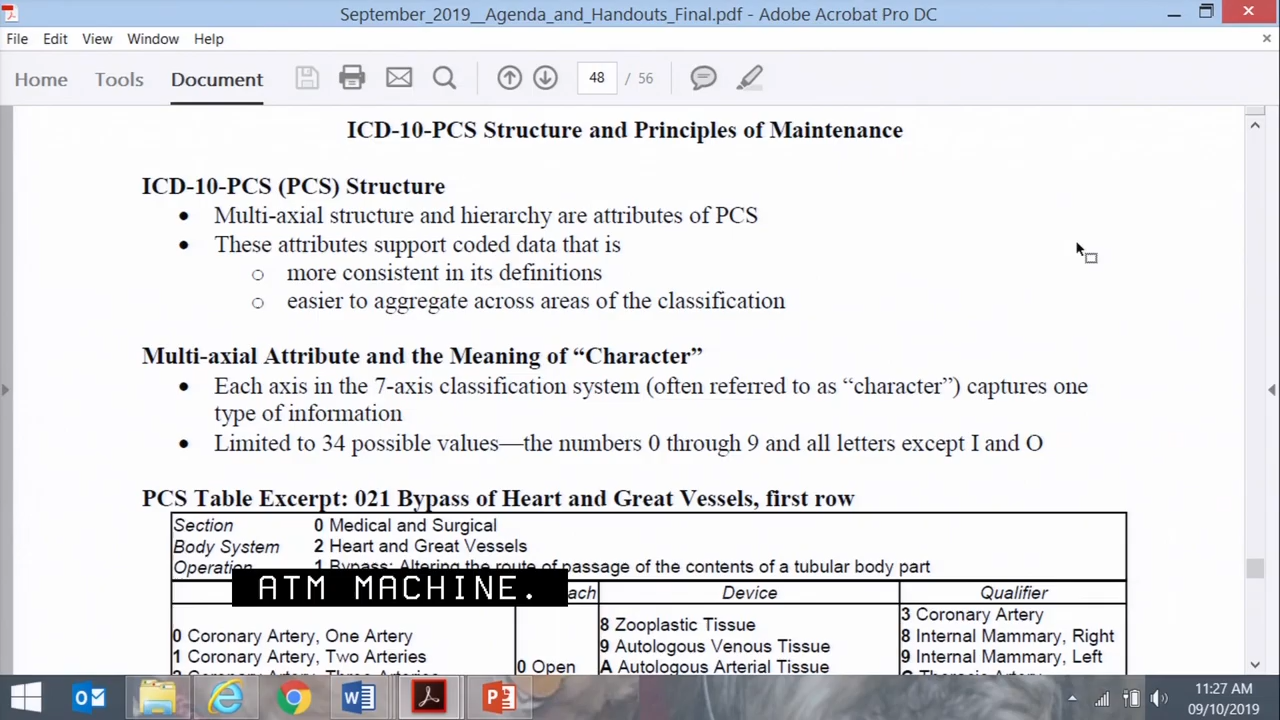 September_2019__Agenda_and_Handouts_Final.pdf - Adobe Acrobat Pro DC
File Edit View Window Help
Home Tools Document 48 / 56
ICD-10-PCS Structure and Principles of Maintenance
ICD-10-PCS (PCS) Structure
• Multi-axial structure and hierarchy are attributes of PCS
• These attributes support coded data that is
○ more consistent in its definitions
○ easier to aggregate across areas of the classification
Multi-axial Attribute and the Meaning of “Character”
• Each axis in the 7-axis classification system (often referred to as “character”) captures one
type of information
• Limited to 34 possible values—the numbers 0 through 9 and all letters except I and O
PCS Table Excerpt: 021 Bypass of Heart and Great Vessels, first row
Section 0 Medical and Surgical
Body System 2 Heart and Great Vessels
Operation 1 Bypass: Altering the route of passage of the contents of a tubular body part
ATM MACHINE.
Device Qualifier
0 Coronary Artery, One Artery
1 Coronary Artery, Two Arteries
0 Open
8 Zooplastic Tissue
9 Autologous Venous Tissue
A Autologous Arterial Tissue
3 Coronary Artery
8 Internal Mammary, Right
9 Internal Mammary, Left
11:27 AM
09/10/2019